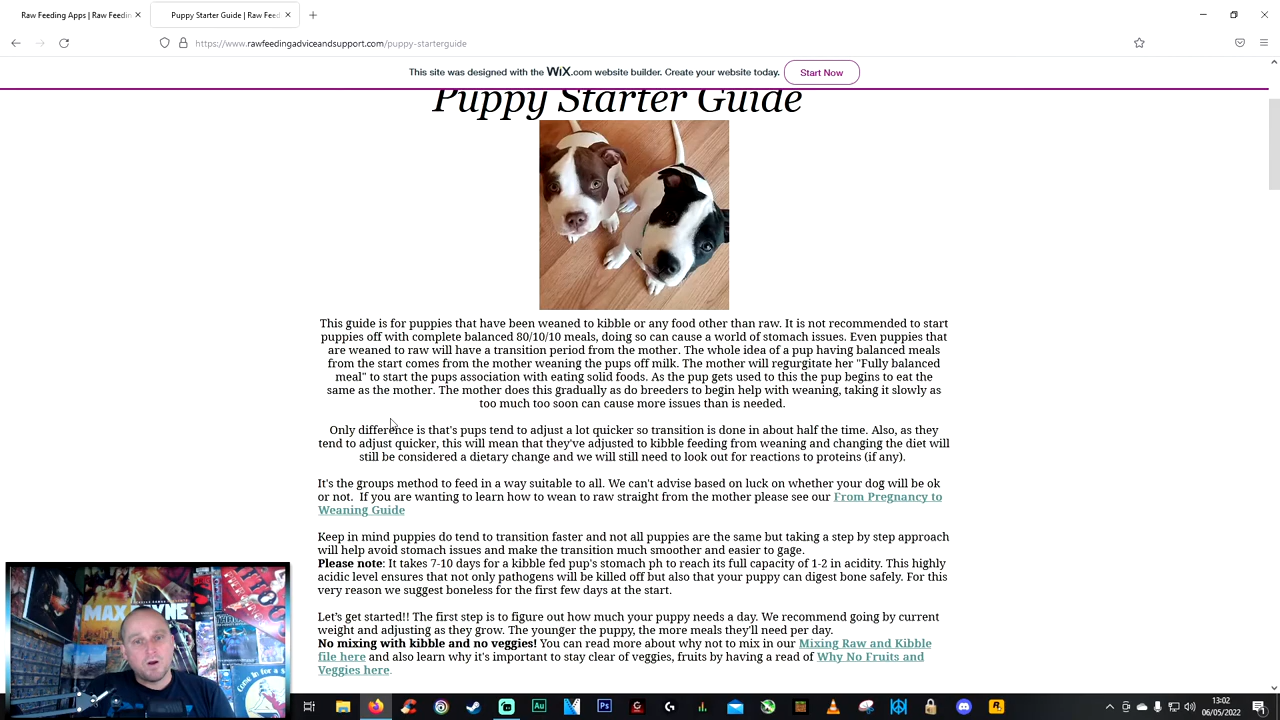 Raw Feeding Apps | Raw Feedin
Puppy Starter Guide | Raw Feed
https://www.rawfeedingadviceandsupport.com/puppy-starterguide
This site was designed with the WiX.com website builder. Create your website today.
Start Now
Puppy Starter Guide
This guide is for puppies that have been weaned to kibble or any food other than raw. It is not recommended to start
puppies off with complete balanced 80/10/10 meals, doing so can cause a world of stomach issues. Even puppies that
are weaned to raw will have a transition period from the mother. The whole idea of a pup having balanced meals
from the start comes from the mother weaning the pups off milk. The mother will regurgitate her "Fully balanced
meal" to start the pups association with eating solid foods. As the pup gets used to this the pup begins to eat the
same as the mother. The mother does this gradually as do breeders to begin help with weaning, taking it slowly as
too much too soon can cause more issues than is needed.
Only difference is that's pups tend to adjust a lot quicker so transition is done in about half the time. Also, as they
tend to adjust quicker, this will mean that they've adjusted to kibble feeding from weaning and changing the diet will
still be considered a dietary change and we will still need to look out for reactions to proteins (if any).
It's the groups method to feed in a way suitable to all. We can't advise based on luck on whether your dog will be ok
or not. If you are wanting to learn how to wean to raw straight from the mother please see our From Pregnancy to
Weaning Guide
Keep in mind puppies do tend to transition faster and not all puppies are the same but taking a step by step approach
will help avoid stomach issues and make the transition much smoother and easier to gage.
Please note: It takes 7-10 days for a kibble fed pup's stomach ph to reach its full capacity of 1-2 in acidity. This highly
acidic level ensures that not only pathogens will be killed off but also that your puppy can digest bone safely. For this
very reason we suggest boneless for the first few days at the start.
Let's get started!! The first step is to figure out how much your puppy needs a day. We recommend going by current
weight and adjusting as they grow. The younger the puppy, the more meals they'll need per day.
No mixing with kibble and no veggies! You can read more about why not to mix in our Mixing Raw and Kibble
file here and also learn why it's important to stay clear of veggies, fruits by having a read of Why No Fruits and
Veggies here.
MAX PAYNE
Come in for a
13:02
06/05/2022